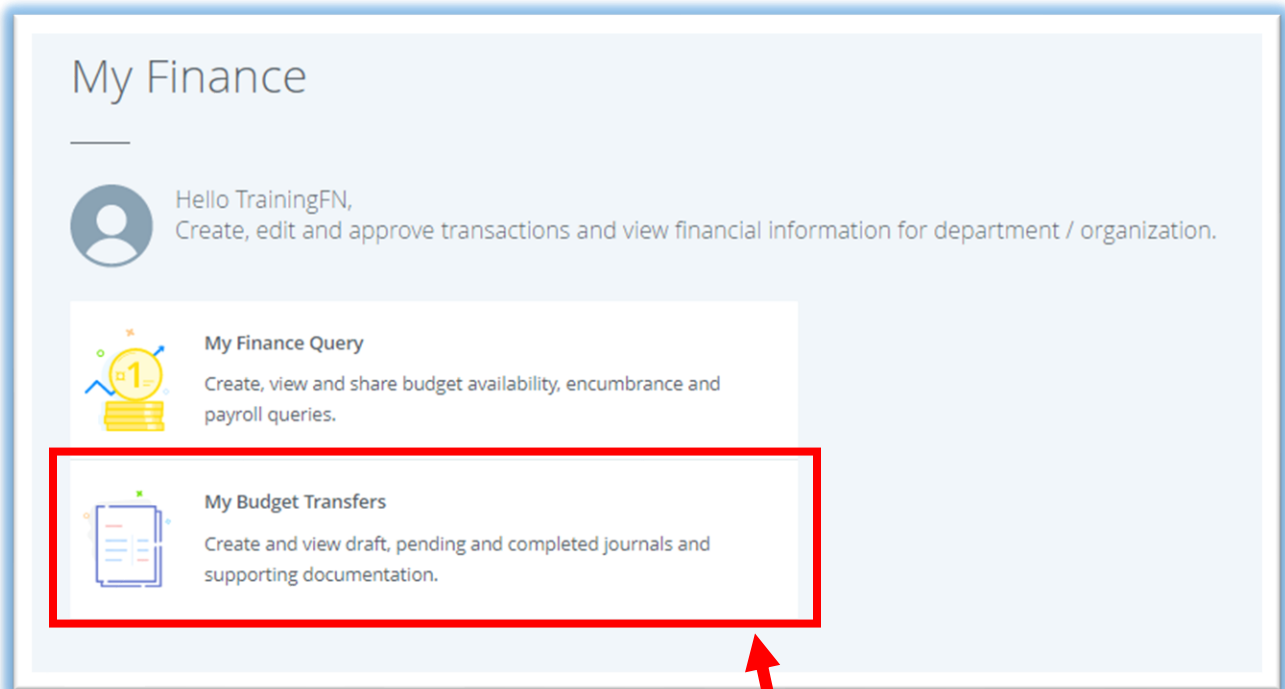 My Finance
Hello TrainingFN,
Create, edit and approve transactions and view financial information for department / organization.
1
My Finance Query
Create, view and share budget availability, encumbrance and
payroll queries.
My Budget Transfers
Create and view draft, pending and completed journals and
supporting documentation.